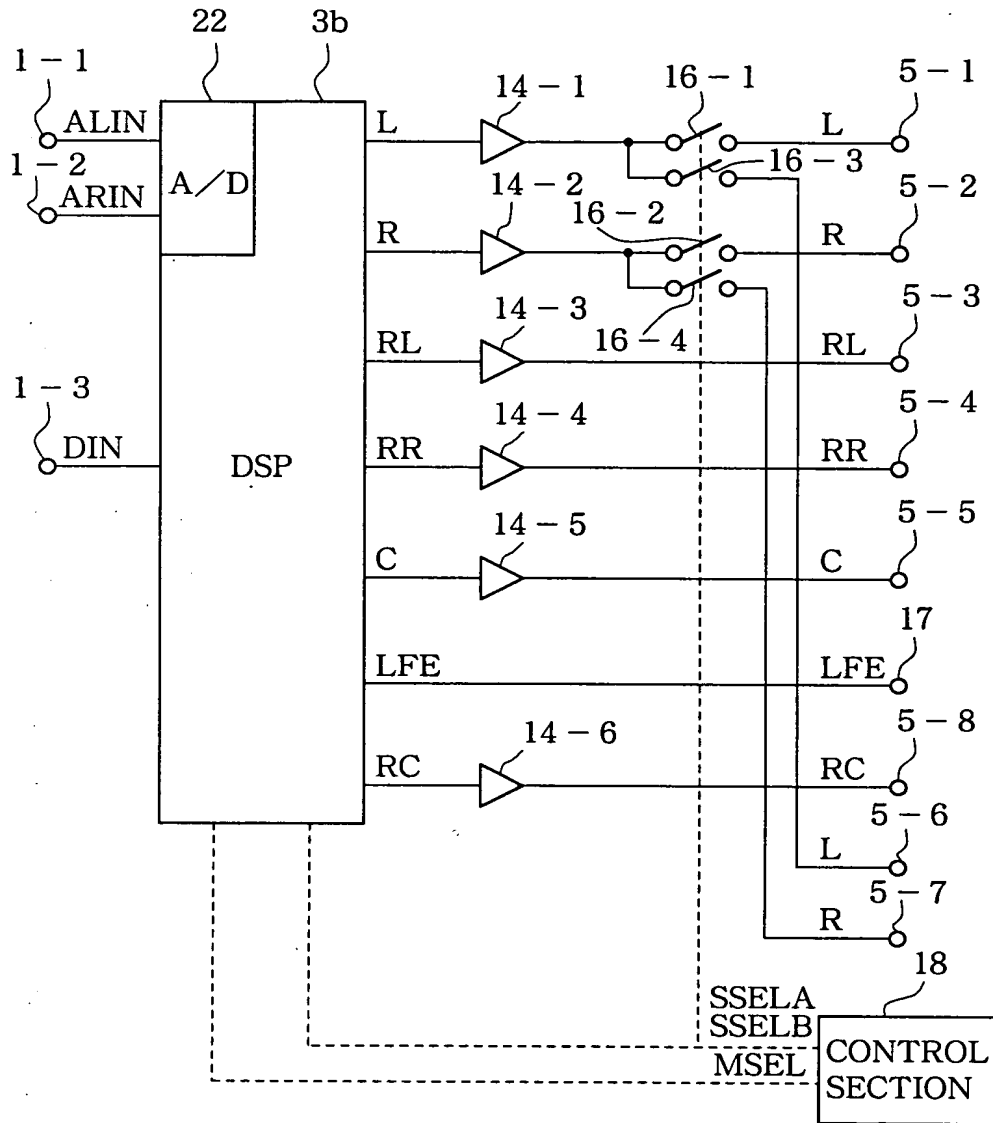 22
3b
1-1
14-1
16-1
5-1
ALIN
L
L
1-2
16-3
A/D
14-2
5-2
ARIN
16-2
R
R
14-3
16-4
5-3
RL
RL
1-3
14-4
5-4
DIN
DSP
RR
RR
14-5
5-5
C
C
17
LFE
LFE
14-6
5-8
RC
RC
5-6
L
5-7
R
18
SSELA
SSELB
MSEL
CONTROL
SECTION